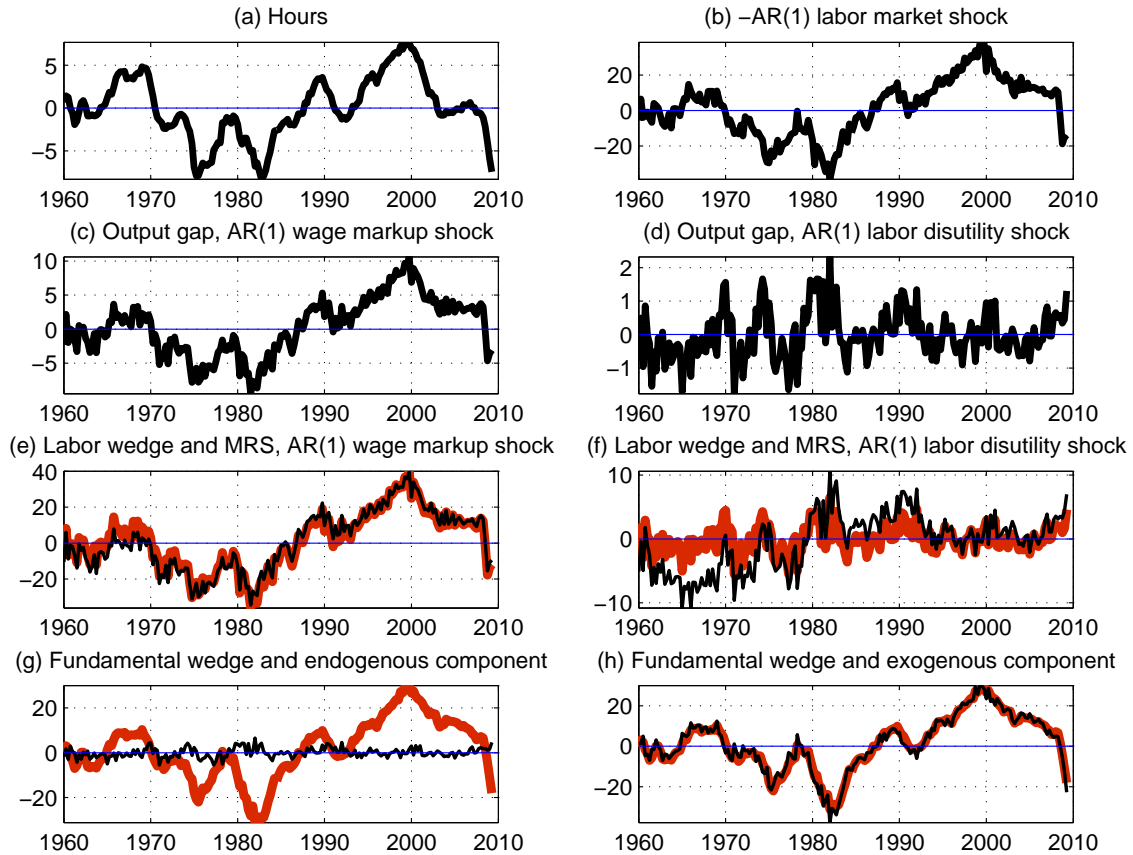 (a) Hours
5
0
−5
1960 1970 1980 1990 2000 2010
(b) −AR(1) labor market shock
20
0
−20
1960 1970 1980 1990 2000 2010
(c) Output gap, AR(1) wage markup shock
10
5
0
−5
1960 1970 1980 1990 2000 2010
(d) Output gap, AR(1) labor disutility shock
2
1
0
−1
1960 1970 1980 1990 2000 2010
(e) Labor wedge and MRS, AR(1) wage markup shock
40
20
0
−20
1960 1970 1980 1990 2000 2010
(f) Labor wedge and MRS, AR(1) labor disutility shock
10
0
−10
1960 1970 1980 1990 2000 2010
(g) Fundamental wedge and endogenous component
20
0
−20
1960 1970 1980 1990 2000 2010
(h) Fundamental wedge and exogenous component
20
0
−20
1960 1970 1980 1990 2000 2010